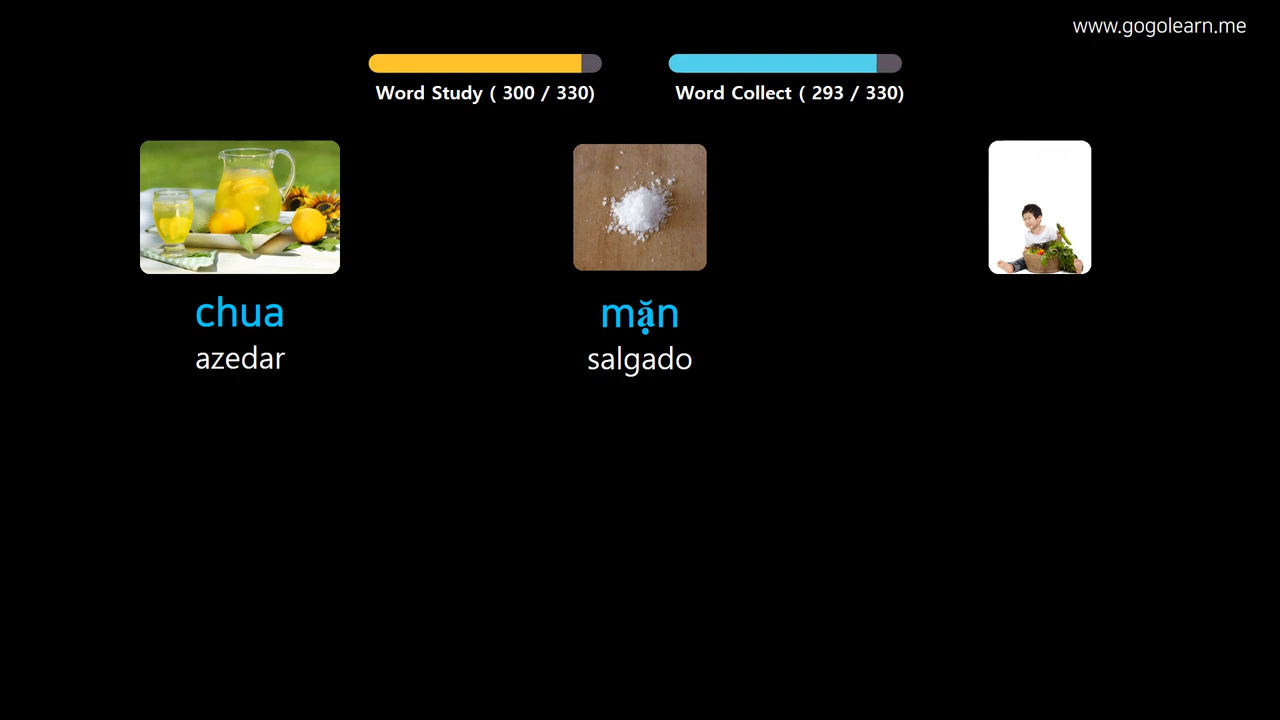 www.gogolearn.me
Word Study ( 300 / 330)
Word Collect ( 293 / 330)
chua
mặn
azedar
salgado